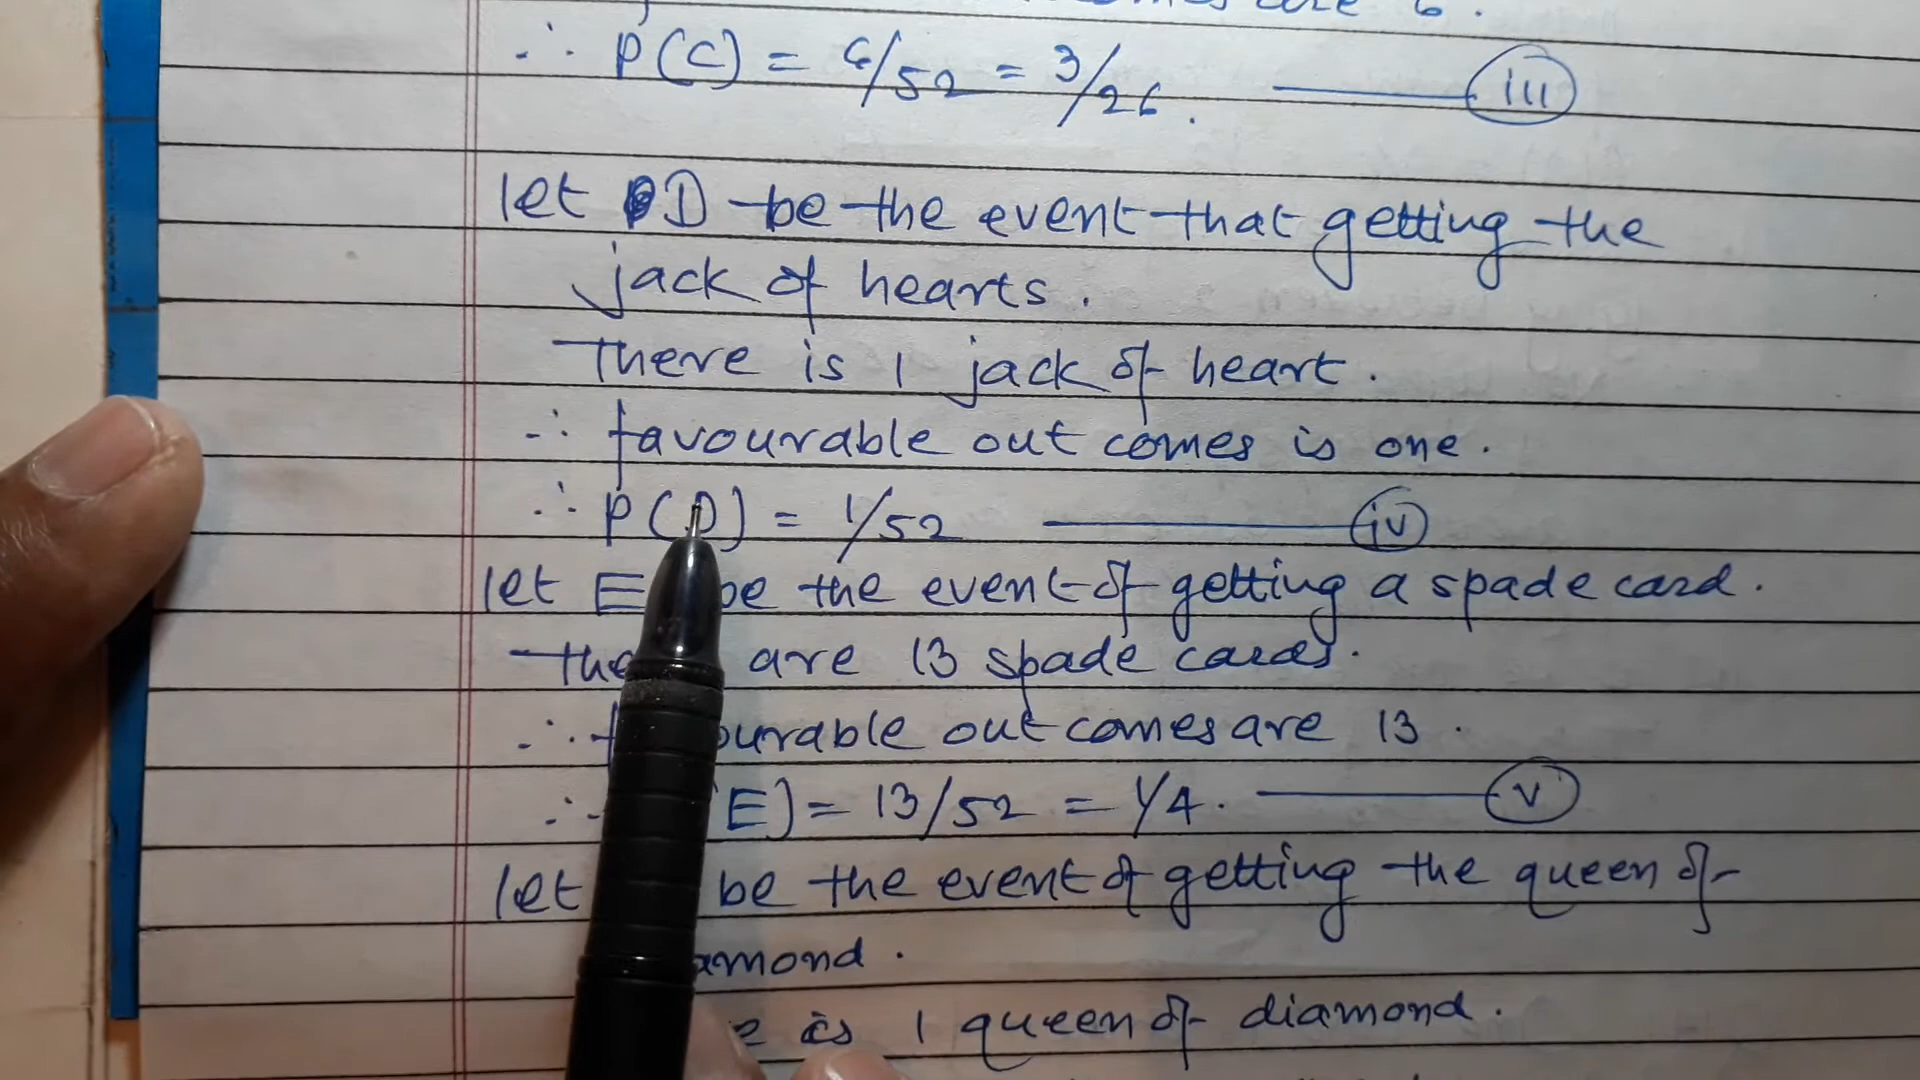 6.
∴ P(C) = 6/52 = 3/26. iii
let D be the event that getting the
jack of hearts.
There is 1 jack of heart.
∴ favourable out comes is one.
∴ P(D) = 1/52 iv
let E be the event of getting a spade card.
are 13 spade cards.
∴ out comes are 13.
∴ E) = 13/52 = 1/4. v
let be the event of getting the queen of
amond.
is 1 queen of diamond.